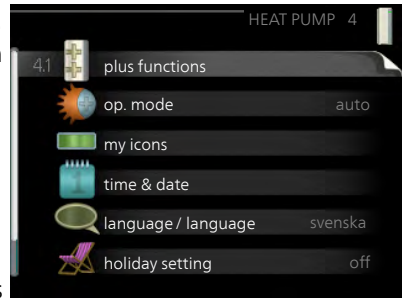 HEAT PUMP 4
4.1 plus functions
op. mode auto
my icons
1
time & date
language / language svenska
holiday setting off
s